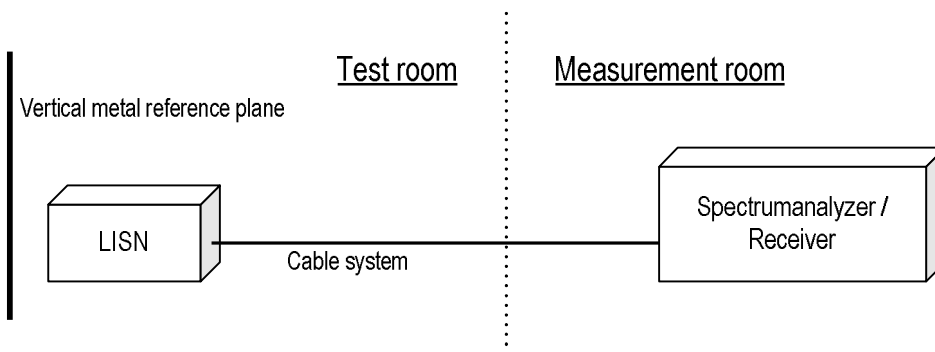 Test room
Measurement room
Vertical metal reference plane
LISN
Cable system
Spectrumanalyzer /
Receiver